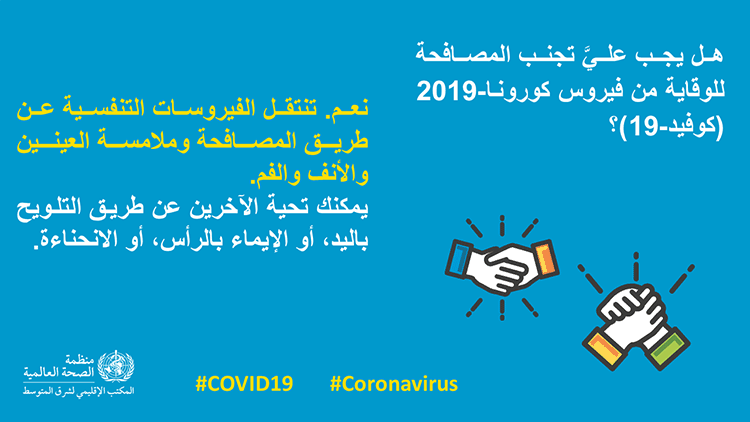 هل يجب عليَّ تجنب المصافحة
للوقاية من فيروس كورونا-2019
(كوفيد-19)؟
نعم. تنتقل الفيروسات التنفسية عن
طريق المصافحة وملامسة العينين
والأنف والفم.
يمكنك تحية الآخرين عن طريق التلويح
باليد، أو الإيماء بالرأس، أو الانحناءة.
منظمة
الصحة العالمية
المكتب الإقليمي لشرق المتوسط
#COVID19 #Coronavirus